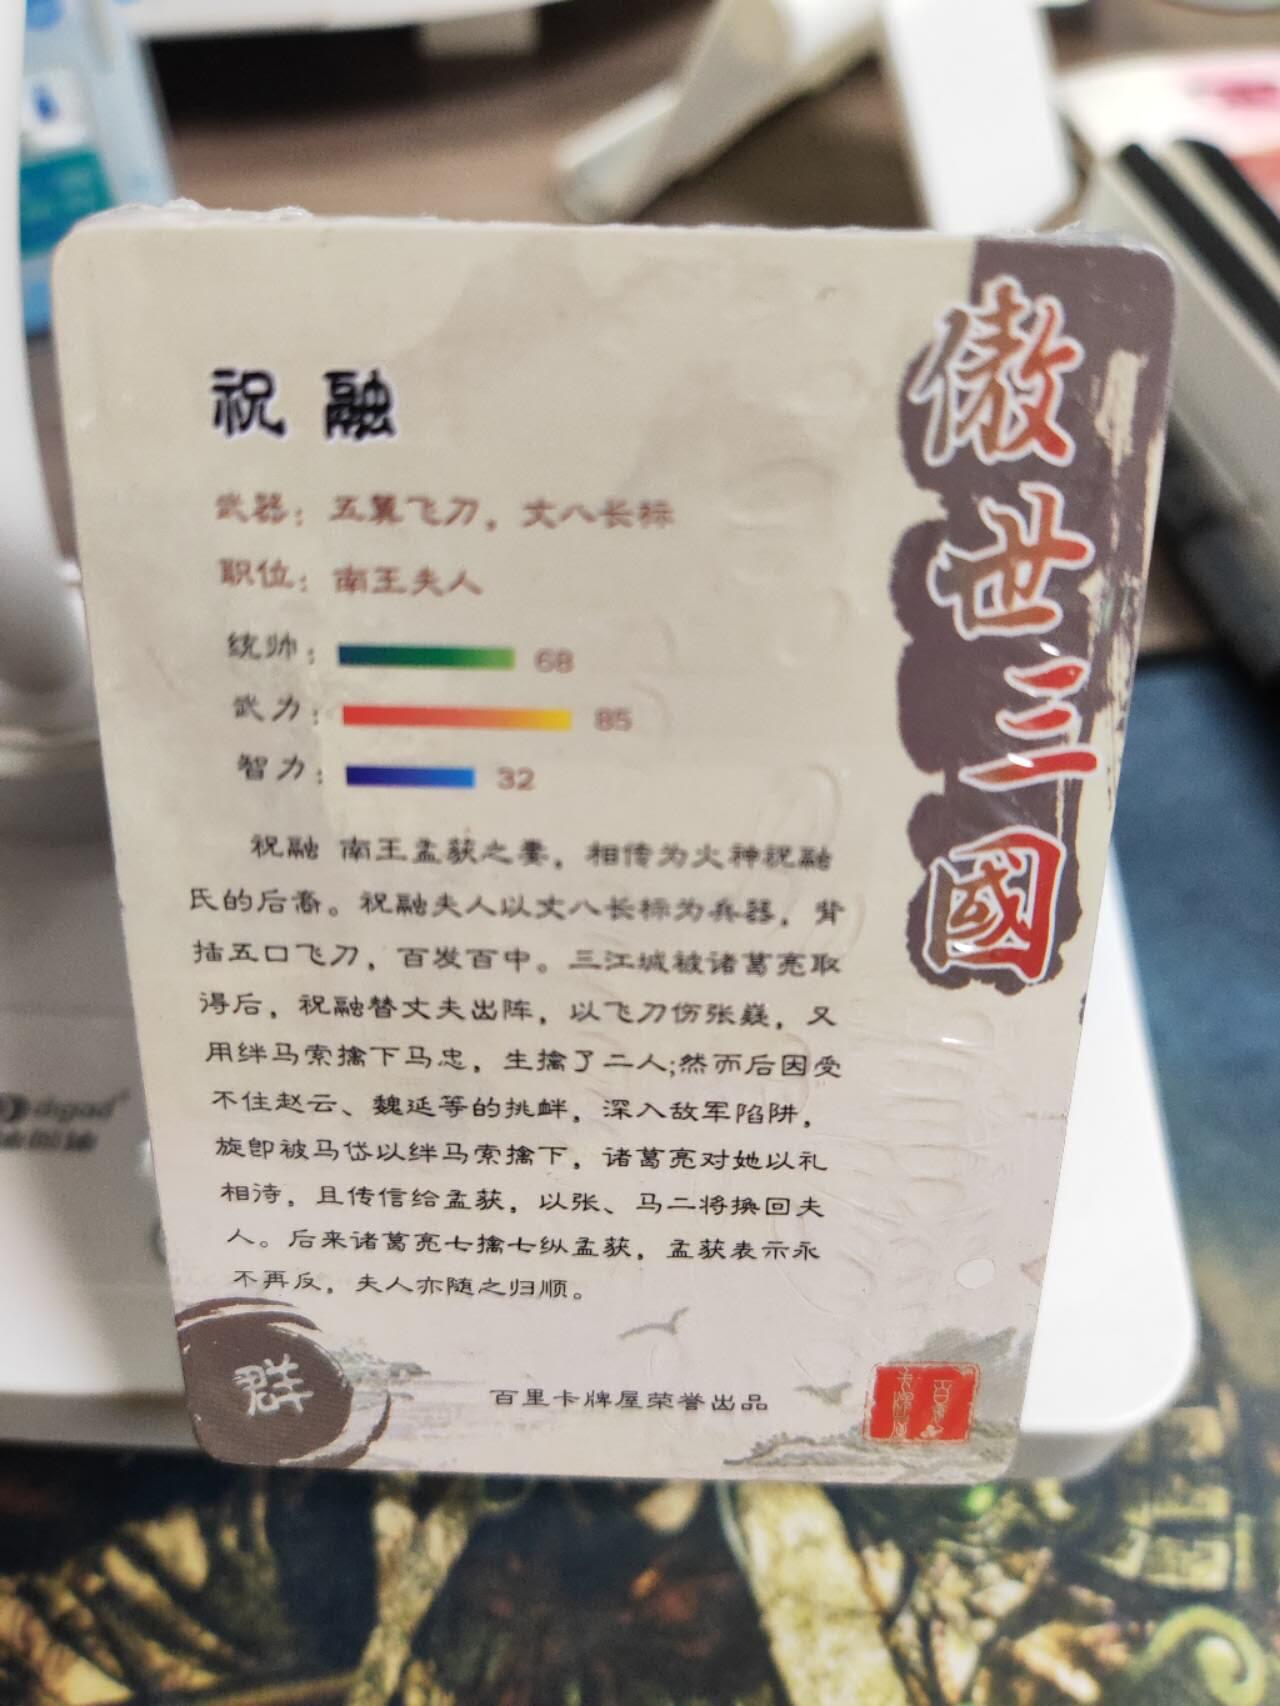 祝融
武器：五翼飞刀，丈八长标
职位：南王夫人
统帅：68
武力：85
智力：32
祝融 南王孟获之妻，相传为火神祝融
氏的后裔。祝融夫人以丈八长标为兵器，背
插五口飞刀，百发百中。三江城被诸葛亮取
得后，祝融替丈夫出阵，以飞刀伤张嶷，又
用绊马索擒下马忠，生擒了二人;然而后因受
不住赵云、魏延等的挑衅，深入敌军陷阱，
旋即被马岱以绊马索擒下，诸葛亮对她以礼
相待，且传信给孟获，以张、马二将换回夫
人。后来诸葛亮七擒七纵孟获，孟获表示永
不再反，夫人亦随之归顺。
傲世三國
群
百里卡牌屋荣誉出品
百里
卡牌屋
digad